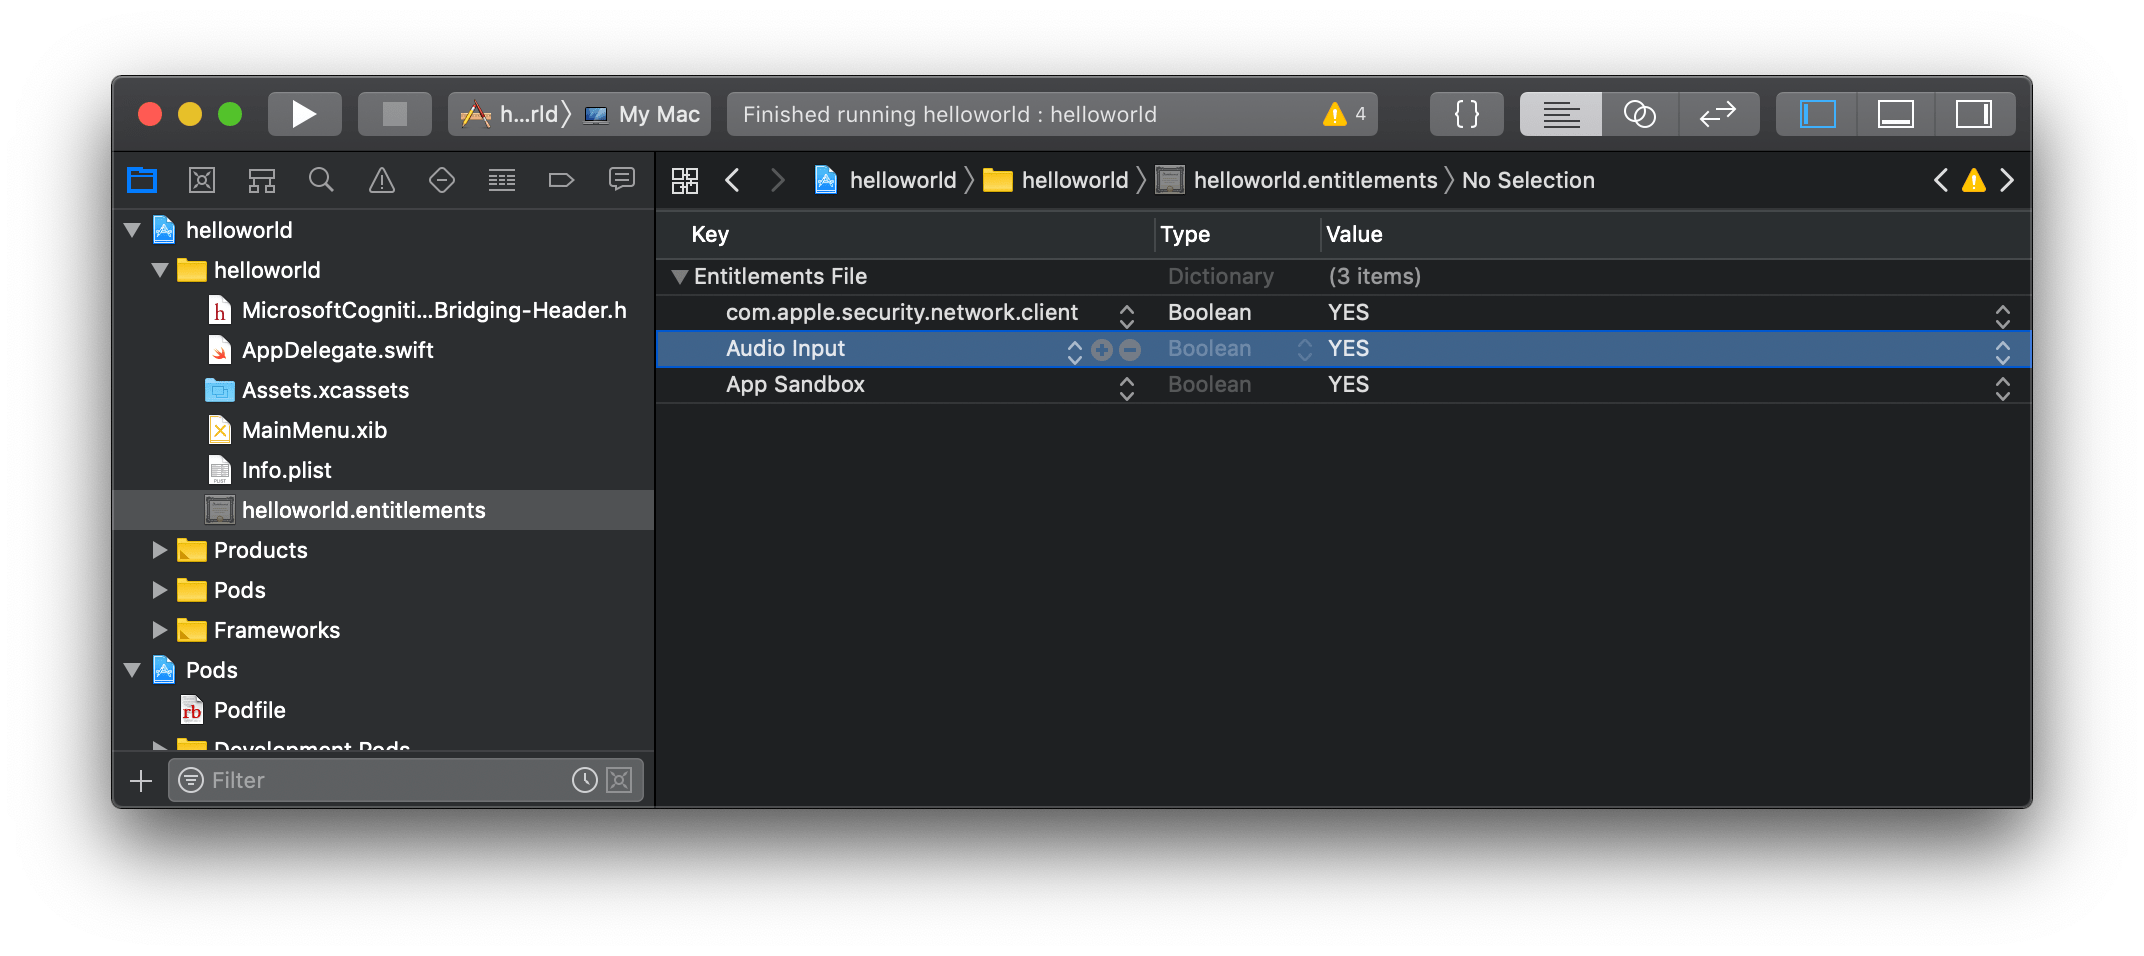 h...rld〉 My Mac
Finished running helloworld : helloworld
4
{ }
helloworld 〉 helloworld 〉 helloworld.entitlements 〉 No Selection
helloworld
helloworld
h MicrosoftCogniti...Bridging-Header.h
AppDelegate.swift
Assets.xcassets
MainMenu.xib
PLIST Info.plist
helloworld.entitlements
Products
Pods
Frameworks
Pods
rb Podfile
Development Pods
Filter
Key Type Value
Entitlements File Dictionary (3 items)
com.apple.security.network.client Boolean YES
Audio Input Boolean YES
App Sandbox Boolean YES